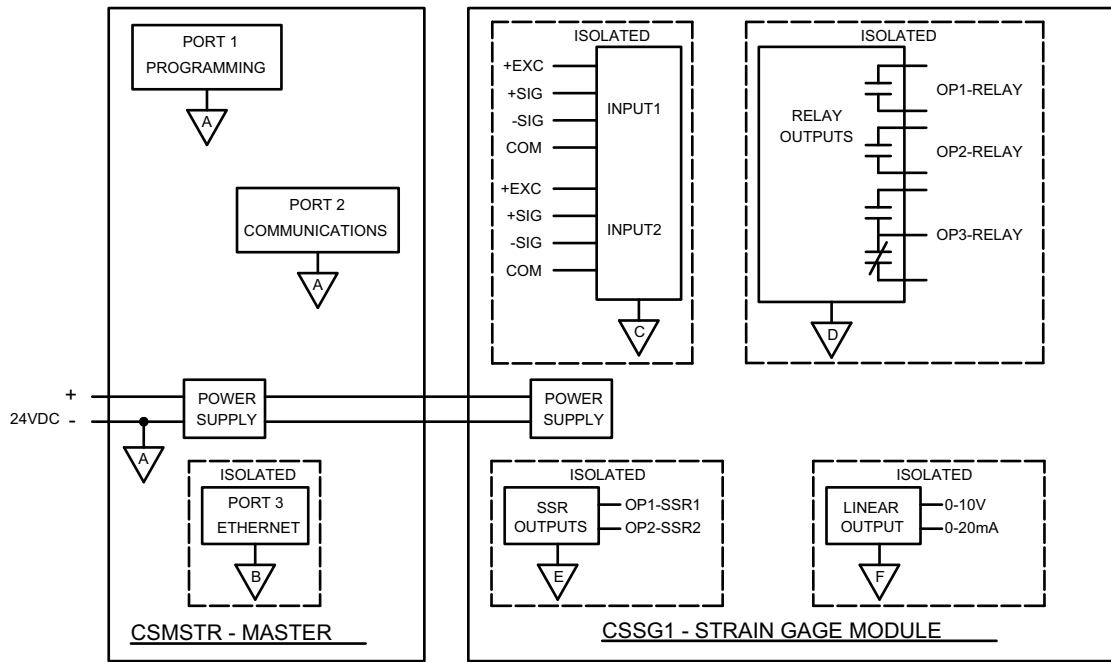 PORT 1
PROGRAMMING
A
PORT 2
COMMUNICATIONS
A
+
24VDC -
A
POWER
SUPPLY
ISOLATED
PORT 3
ETHERNET
B
CSMSTR - MASTER
ISOLATED
+EXC
+SIG
-SIG
COM
INPUT1
+EXC
+SIG
-SIG
COM
INPUT2
C
ISOLATED
RELAY
OUTPUTS
OP1-RELAY
OP2-RELAY
OP3-RELAY
D
POWER
SUPPLY
ISOLATED
SSR
OUTPUTS
OP1-SSR1
OP2-SSR2
E
ISOLATED
LINEAR
OUTPUT
0-10V
0-20mA
F
CSSG1 - STRAIN GAGE MODULE